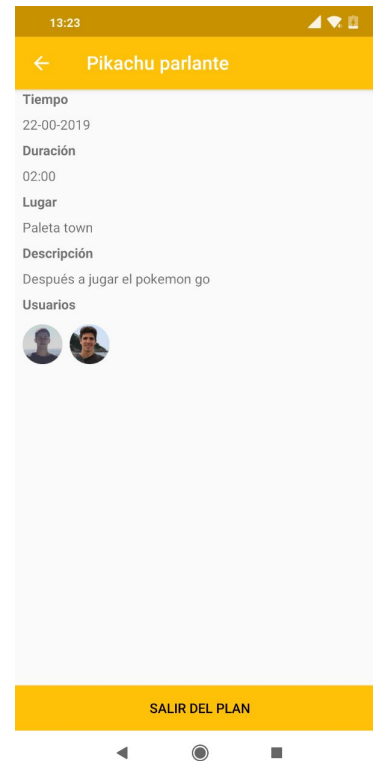 13:23
Pikachu parlante
Tiempo
22-00-2019
Duración
02:00
Lugar
Paleta town
Descripción
Después a jugar el pokemon go
Usuarios
SALIR DEL PLAN